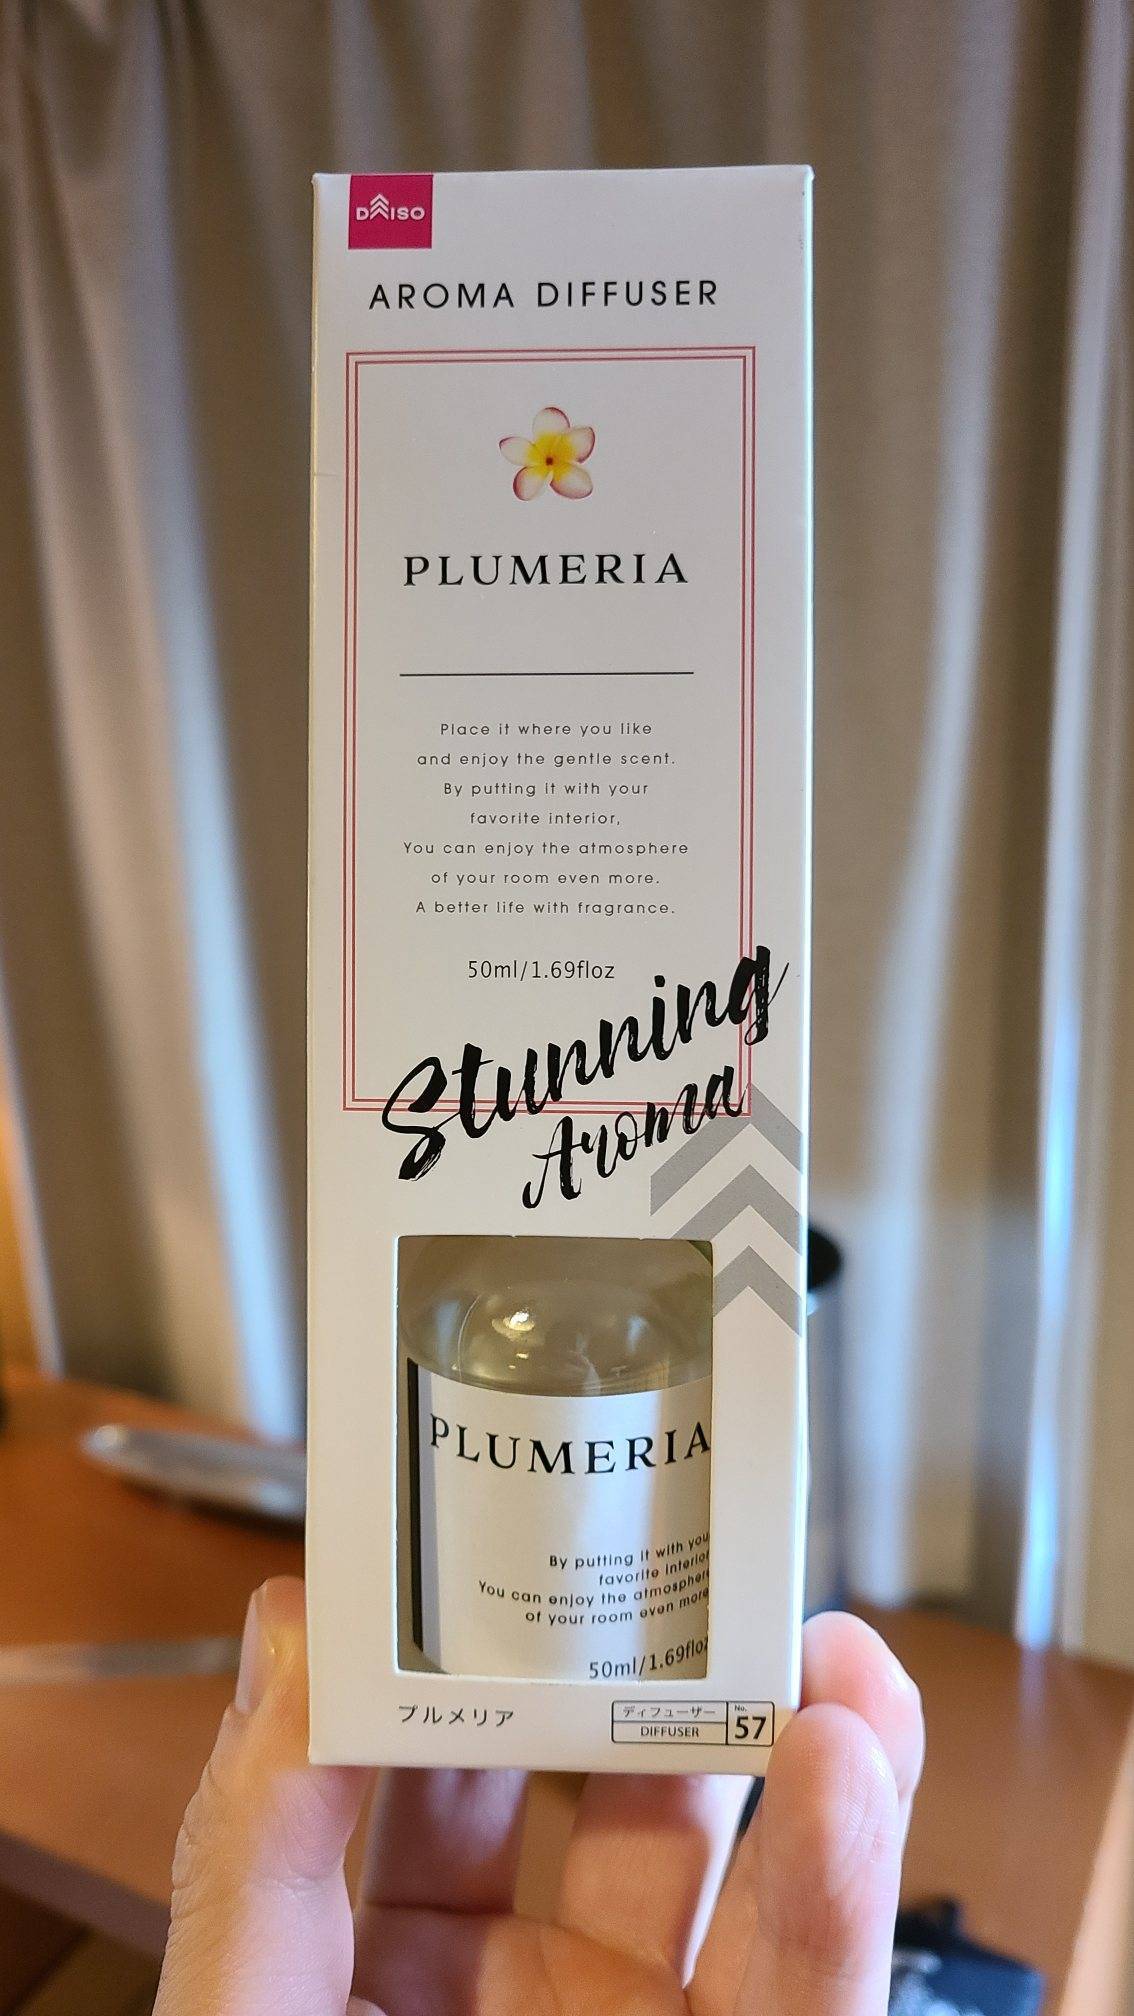 DAISO
AROMA DIFFUSER
PLUMERIA
Place it where you like
and enjoy the gentle scent.
By putting it with your
favorite interior,
You can enjoy the atmosphere
of your room even more.
A better life with fragrance.
50ml/1.69floz
Stunning
Aroma
PLUMERIA
By putting it with you
favorite interior
You can enjoy the atmospher
of your room even more
50ml/1.69floz
プルメリア
ディフューザー
DIFFUSER
No.
57